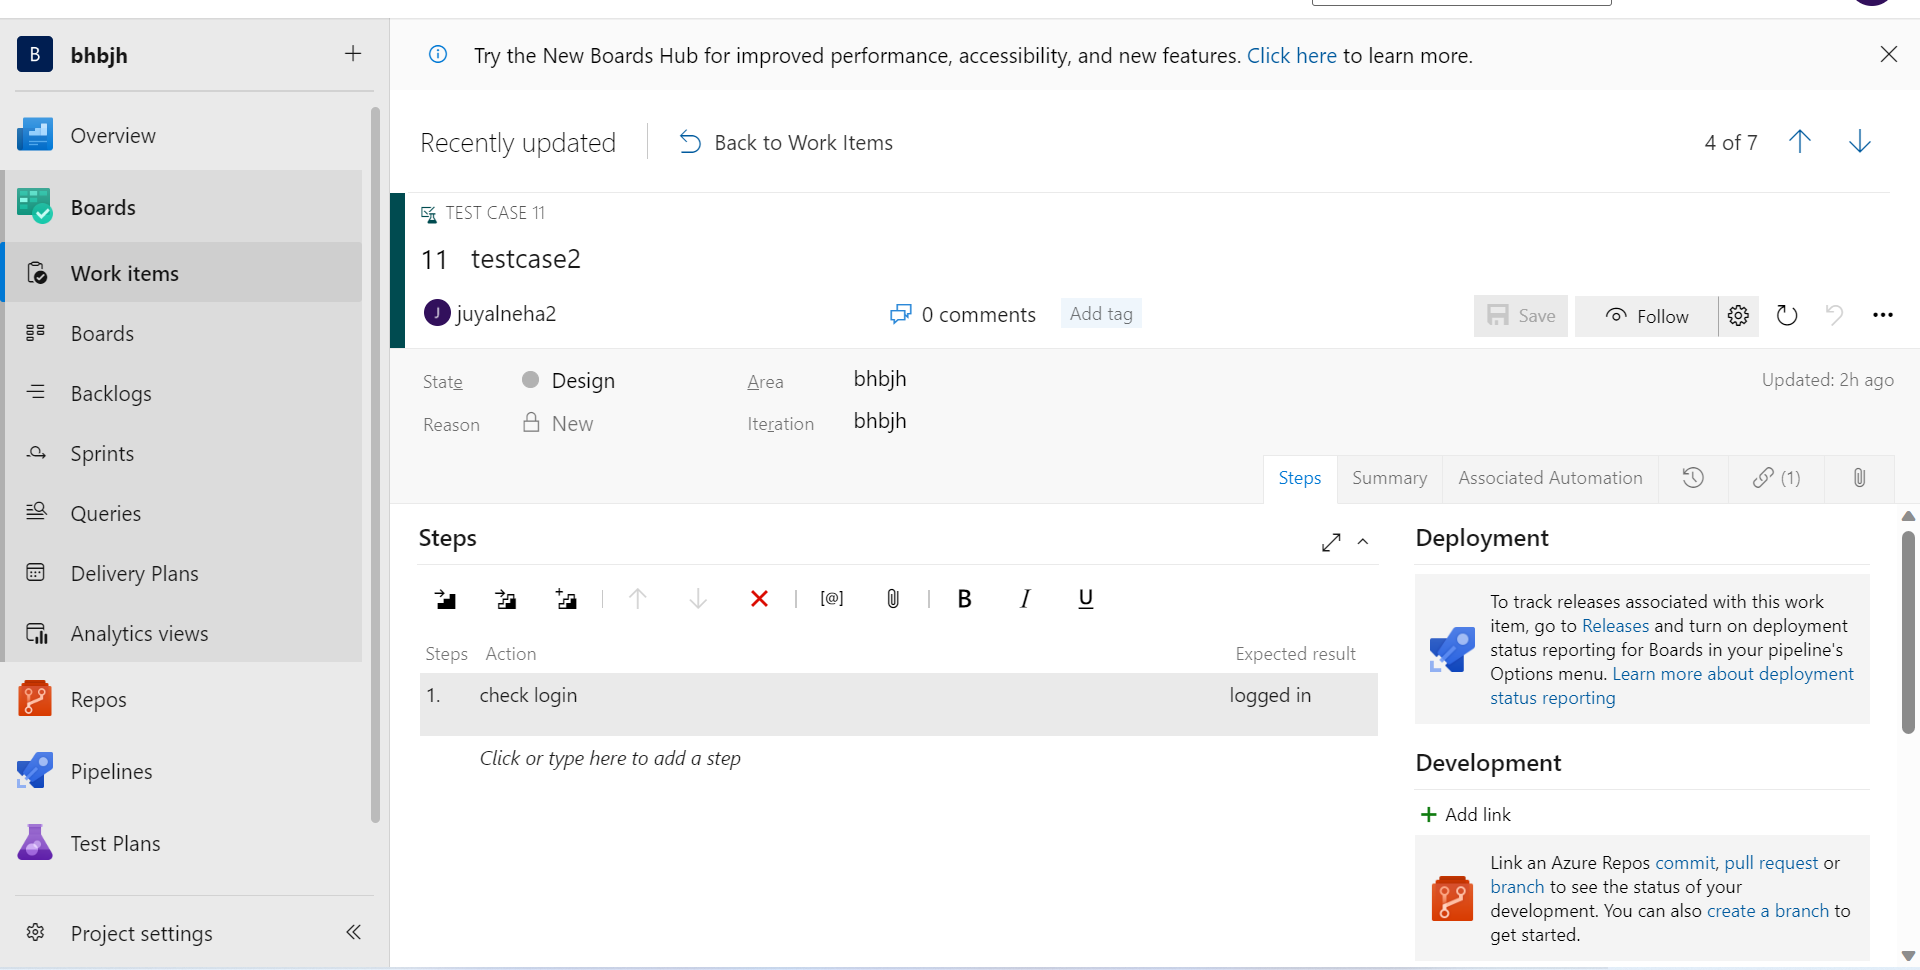 B bhbjh
Try the New Boards Hub for improved performance, accessibility, and new features. Click here to learn more.
Overview
Boards
Work items
Boards
Backlogs
Sprints
Queries
Delivery Plans
Analytics views
Repos
Pipelines
Test Plans
Project settings
Recently updated
Back to Work Items
4 of 7
TEST CASE 11
11 testcase2
J juyalneha2
0 comments
Add tag
Save
Follow
State
Design
Area
bhbjh
Updated: 2h ago
Reason
New
Iteration
bhbjh
Steps
Summary
Associated Automation
(1)
Steps
[@]
B
I
U
Steps Action Expected result
1. check login logged in
Click or type here to add a step
Deployment
To track releases associated with this work
item, go to Releases and turn on deployment
status reporting for Boards in your pipeline's
Options menu. Learn more about deployment
status reporting
Development
Add link
Link an Azure Repos commit, pull request or
branch to see the status of your
development. You can also create a branch to
get started.